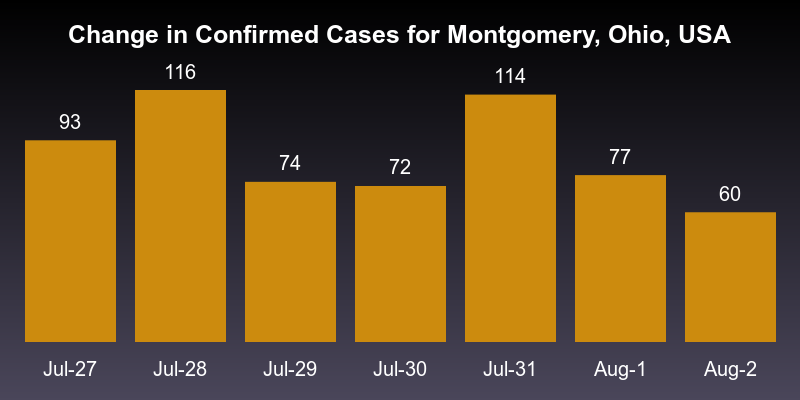 Change in Confirmed Cases for Montgomery, Ohio, USA
93
116
74
72
114
77
60
Jul-27
Jul-28
Jul-29
Jul-30
Jul-31
Aug-1
Aug-2